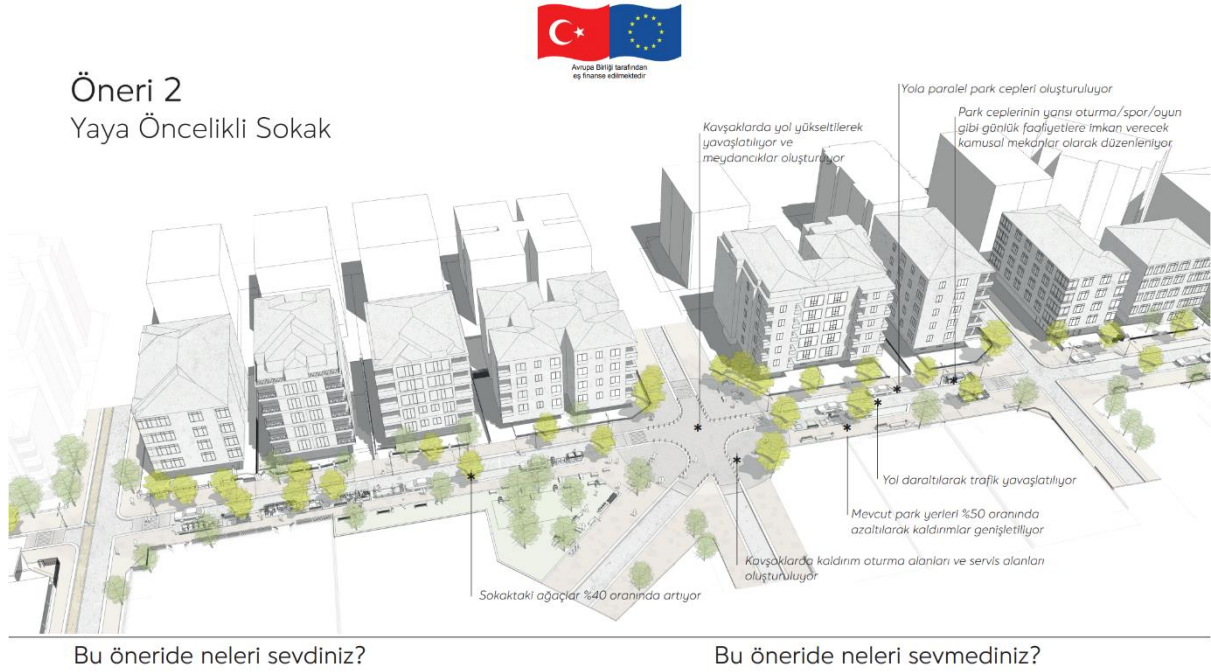 Avrupa Birliği tarafından
eş finanse edilmektedir
Öneri 2
Yaya Öncelikli Sokak
Yola paralel park cepleri oluşturuluyor
Park ceplerinin yarısı oturma/spor/oyun
gibi günlük faaliyetlere imkan verecek
kamusal mekanlar olarak düzenleniyor
Kavşaklarda yol yükseltilerek
yavaşlatılıyor ve
meydancıklar oluşturuyor
Yol daraltılarak trafik yavaşlatılıyor
Mevcut park yerleri %50 oranında
azaltılarak kaldırımlar genişletiliyor
Kavşaklarda kaldırım oturma alanları ve servis alanları
oluşturuluyor
Sokaktaki ağaçlar %40 oranında artıyor
Bu öneride neleri sevdiniz?
Bu öneride neleri sevmediniz?